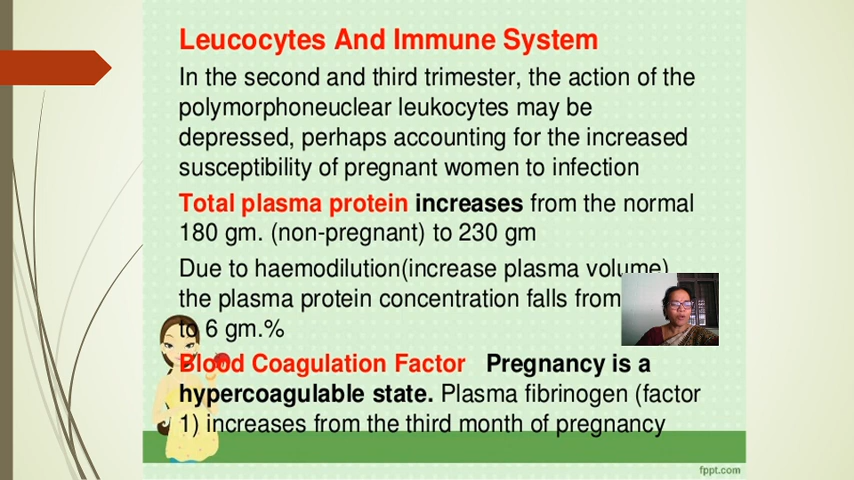 Leucocytes And Immune System
In the second and third trimester, the action of the
polymorphoneuclear leukocytes may be
depressed, perhaps accounting for the increased
susceptibility of pregnant women to infection
Total plasma protein increases from the normal
180 gm. (non-pregnant) to 230 gm
Due to haemodilution(increase plasma volume)
the plasma protein concentration falls from
to 6 gm.%
Blood Coagulation Factor Pregnancy is a
hypercoagulable state. Plasma fibrinogen (factor
1) increases from the third month of pregnancy
fppt.com